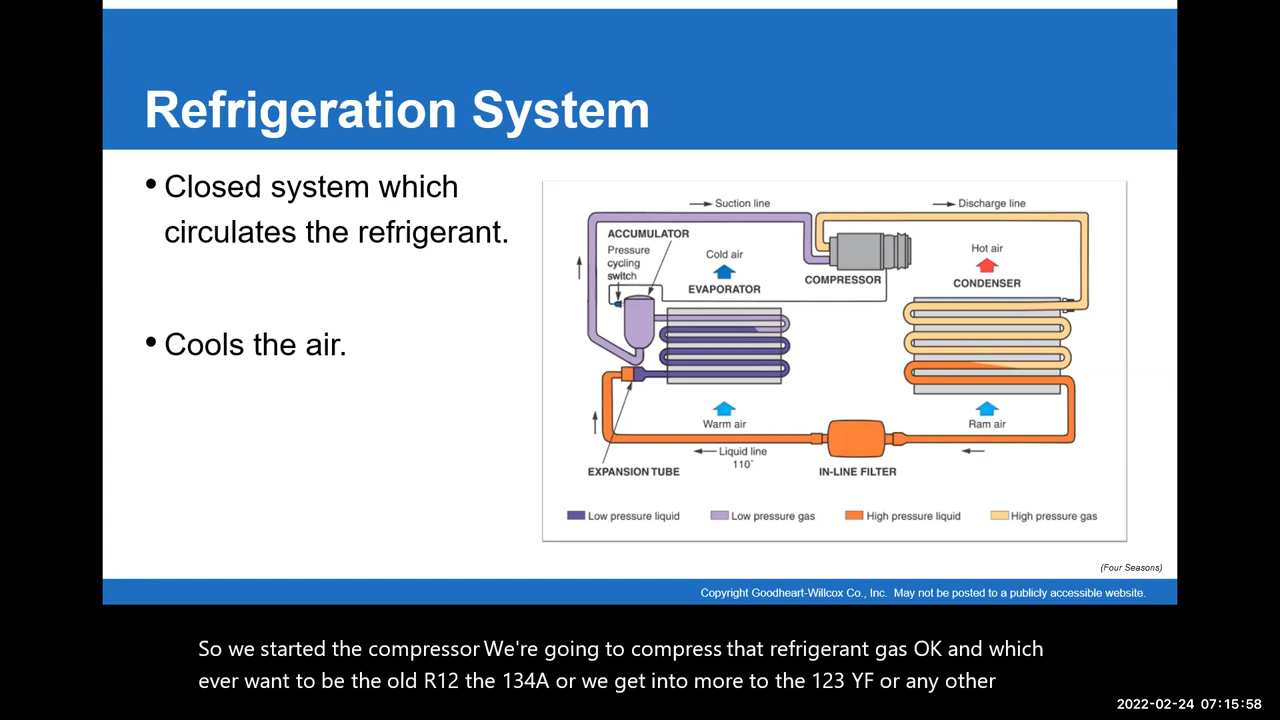 Refrigeration System
• Closed system which
circulates the refrigerant.
• Cools the air.
Suction line
Discharge line
ACCUMULATOR
Pressure
cycling
switch
Cold air
EVAPORATOR
COMPRESSOR
Hot air
CONDENSER
Warm air
Ram air
Liquid line
110°
EXPANSION TUBE
IN-LINE FILTER
Low pressure liquid
Low pressure gas
High pressure liquid
High pressure gas
(Four Seasons)
Copyright Goodheart-Willcox Co., Inc. May not be posted to a publicly accessible website.
So we started the compressor We're going to compress that refrigerant gas OK and which
ever want to be the old R12 the 134A or we get into more to the 123 YF or any other
2022-02-24 07:15:58